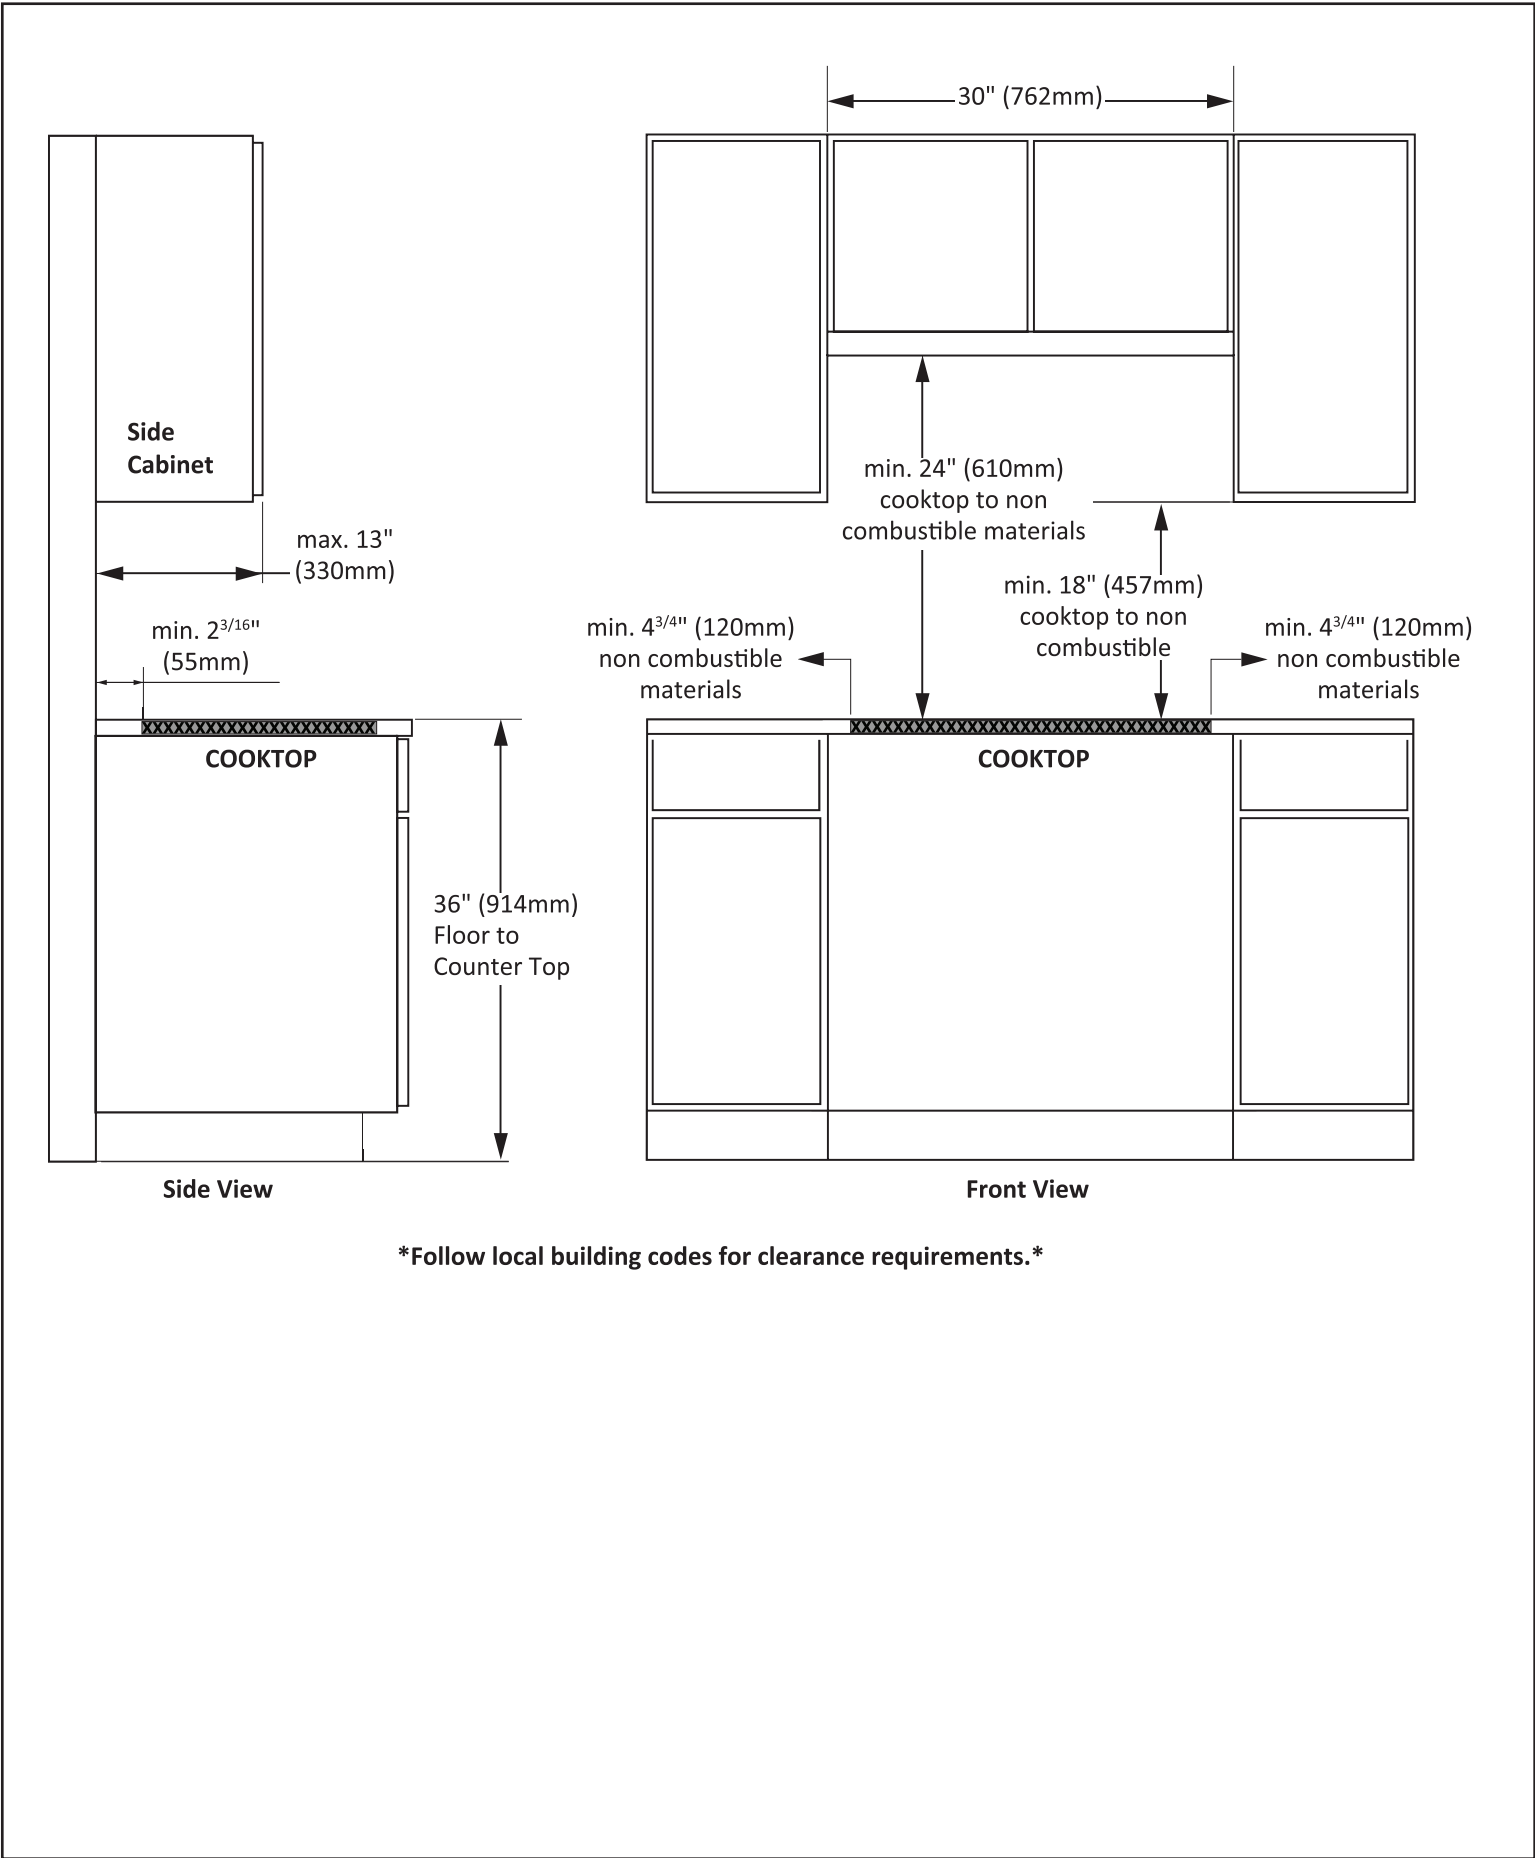 30" (762mm)
Side
Cabinet
max. 13"
(330mm)
min. 2 3/16"
(55mm)
COOKTOP
36" (914mm)
Floor to
Counter Top
Side View
min. 24" (610mm)
cooktop to non
combustible materials
min. 18" (457mm)
cooktop to non
combustible
min. 4 3/4" (120mm)
non combustible
materials
min. 4 3/4" (120mm)
non combustible
materials
COOKTOP
Front View
*Follow local building codes for clearance requirements.*